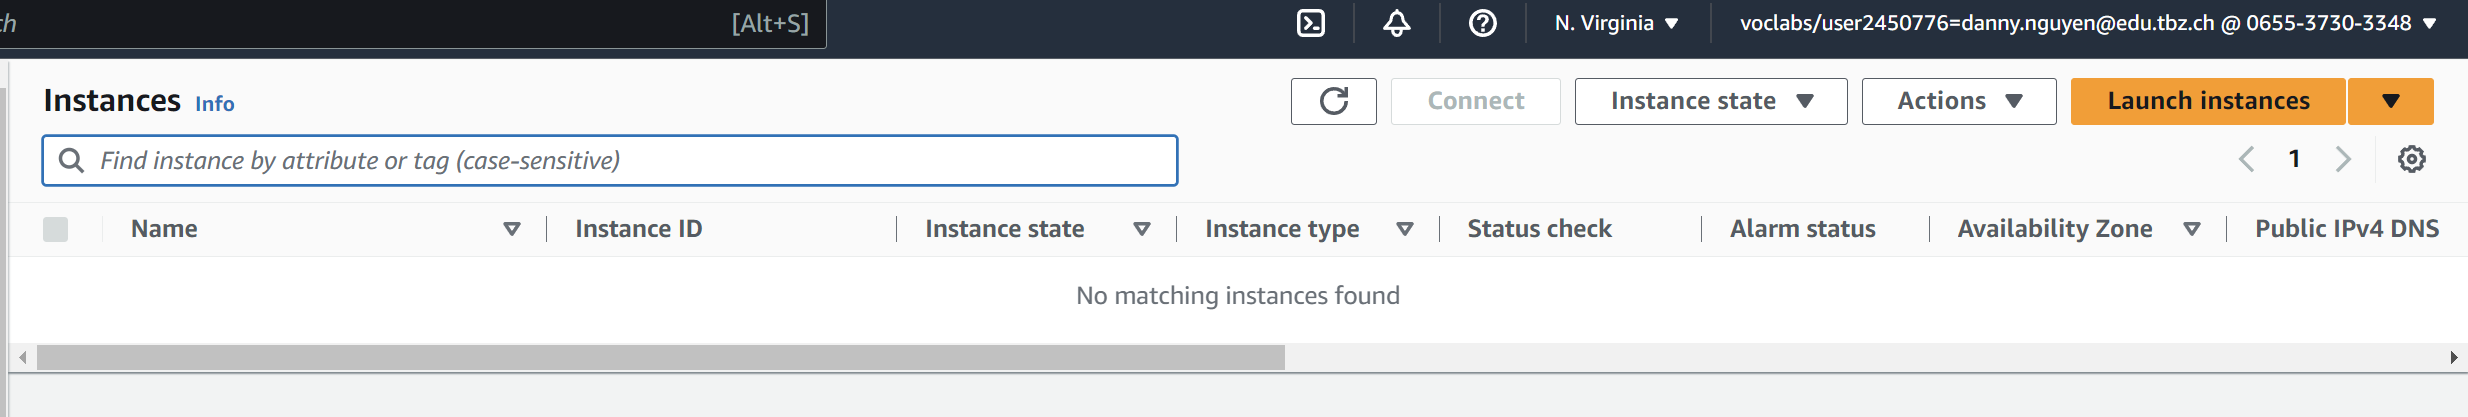 [Alt+S] N. Virginia voclabs/user2450776=danny.nguyen@edu.tbz.ch @ 0655-3730-3348
Instances Info Connect Instance state Actions Launch instances
Find instance by attribute or tag (case-sensitive) 1
Name Instance ID Instance state Instance type Status check Alarm status Availability Zone Public IPv4 DNS
No matching instances found